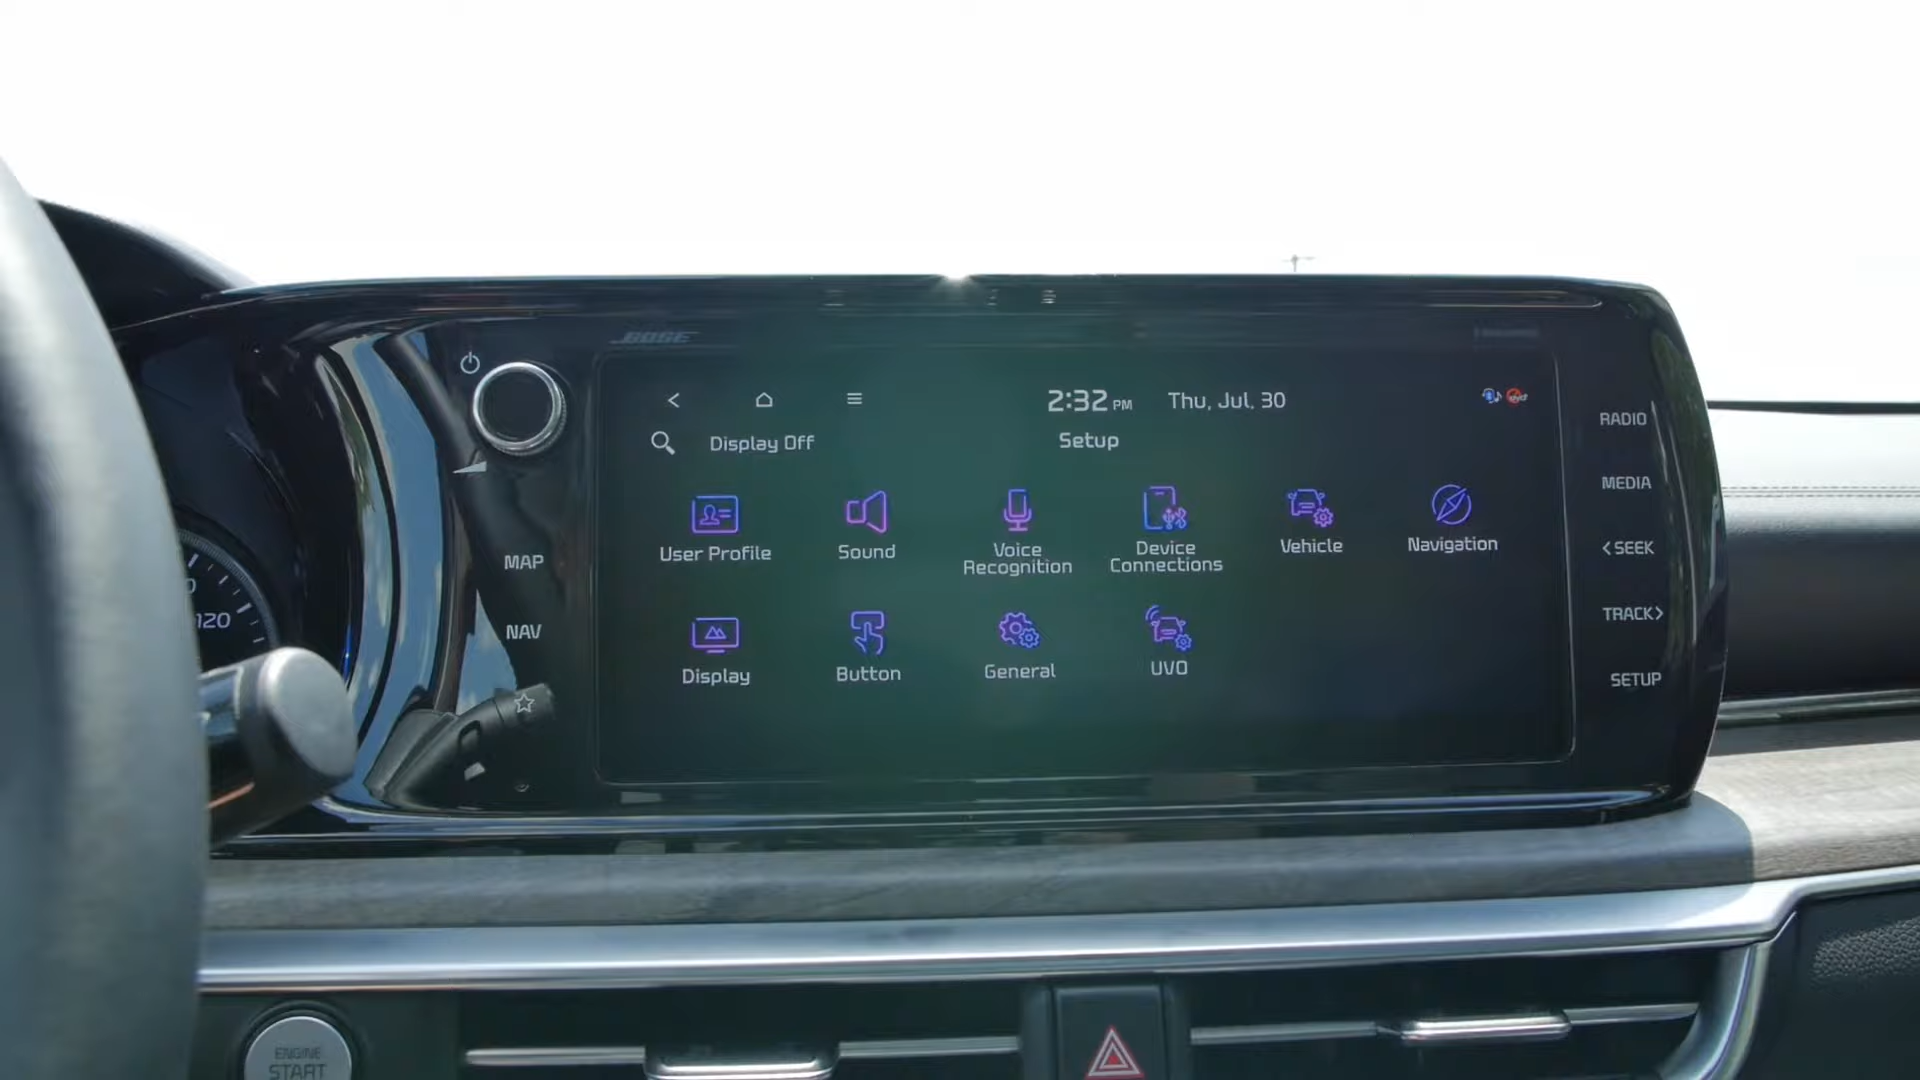 BOSE
2:32 PM Thu, Jul, 30
Display Off
Setup
User Profile
Sound
Voice
Recognition
Device
Connections
Vehicle
Navigation
Display
Button
General
UVO
MAP
NAV
RADIO
MEDIA
< SEEK
TRACK >
SETUP
120
ENGINE
START